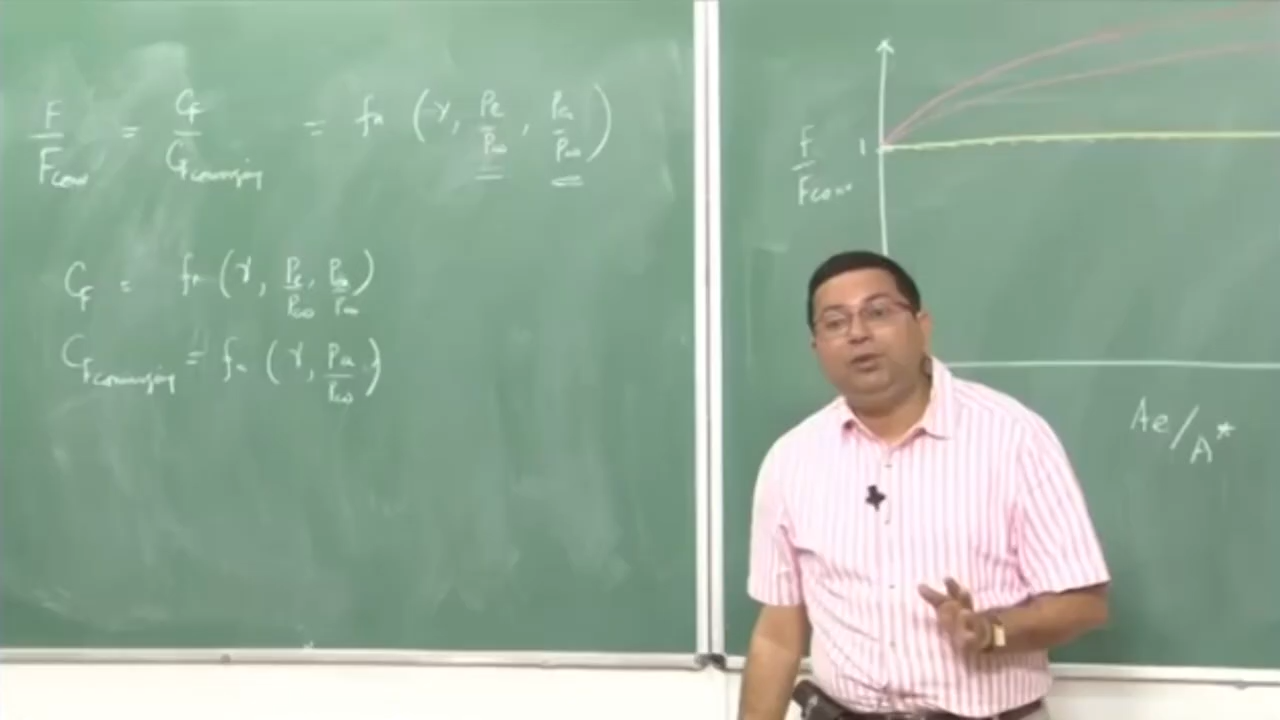 F/F_conv = C_F/C_F converging = fn (γ, Pe/P∞, Pa/P∞)
C_F = fn (γ, Pe/P∞, Pa/P∞)
C_F converging = fn (γ, Pa/P∞)
F/F_conv
1
Ae/A*